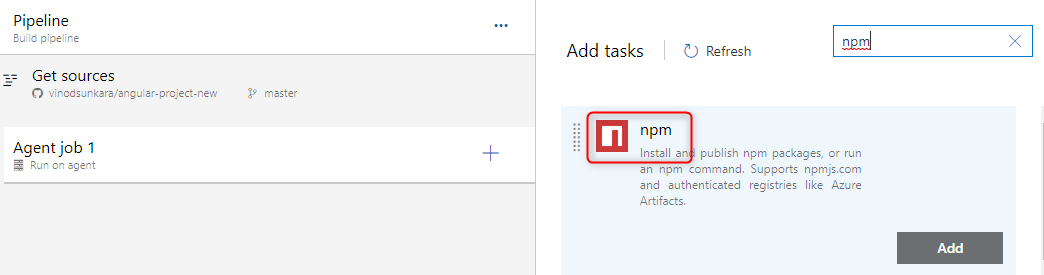 Pipeline
...
Build pipeline
Get sources
vinodsunkara/angular-project-new master
Agent job 1
Run on agent
Add tasks Refresh npm
npm
Install and publish npm packages, or run
an npm command. Supports npmjs.com
and authenticated registries like Azure
Artifacts.
Add